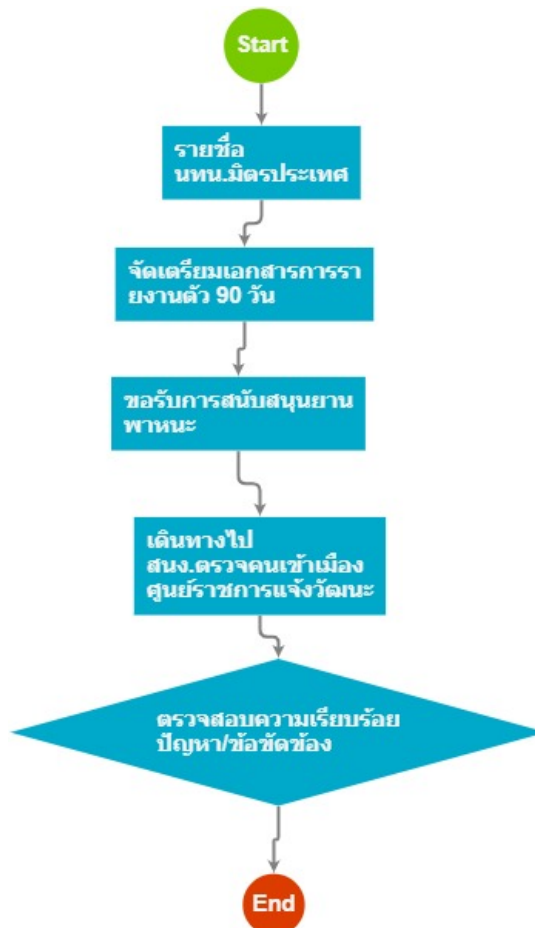 Start
รายชื่อ
นทน.มิตรประเทศ
จัดเตรียมเอกสารการรา
ยงานตัว 90 วัน
ขอรับการสนับสนุนยาน
พาหนะ
เดินทางไป
สนง.ตรวจคนเข้าเมือง
ศูนย์ราชการแจ้งวัฒนะ
ตรวจสอบความเรียบร้อย
ปัญหา/ข้อขัดข้อง
End